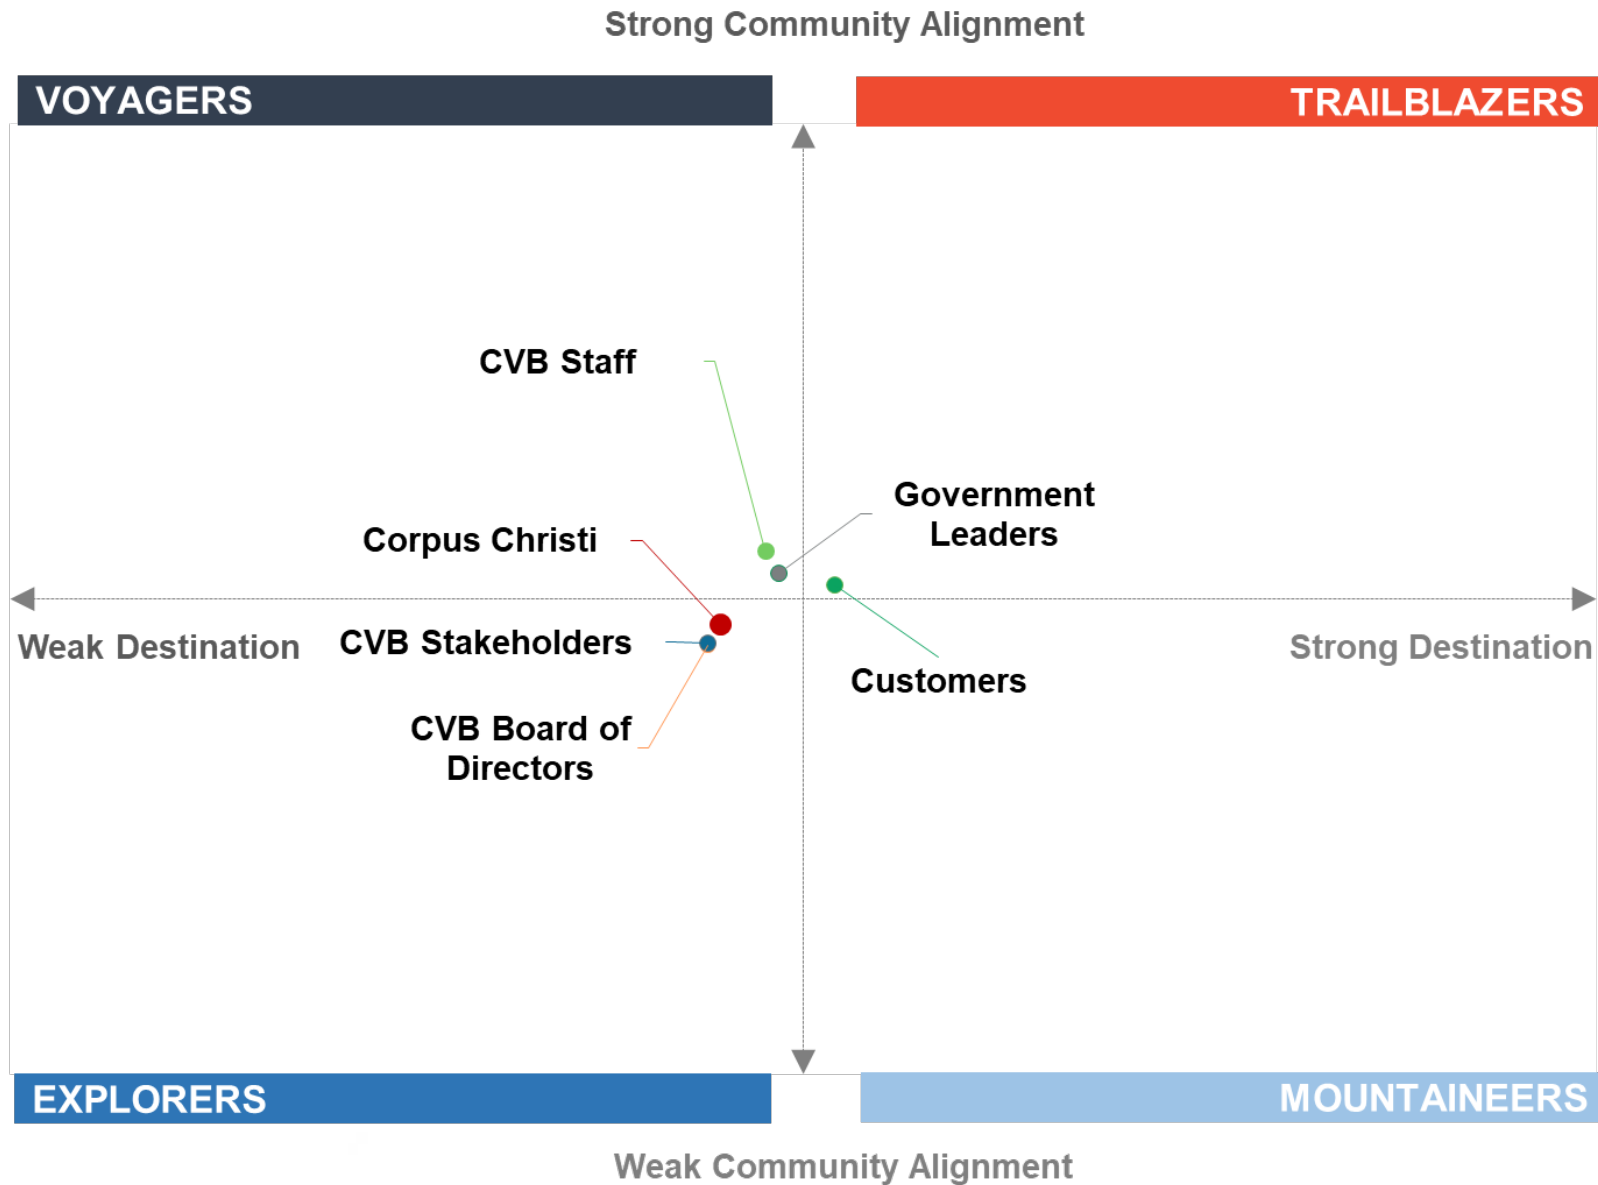 Strong Community Alignment
VOYAGERS
TRAILBLAZERS
CVB Staff
Government
Leaders
Corpus Christi
Weak Destination
CVB Stakeholders
Strong Destination
Customers
CVB Board of
Directors
EXPLORERS
MOUNTAINEERS
Weak Community Alignment